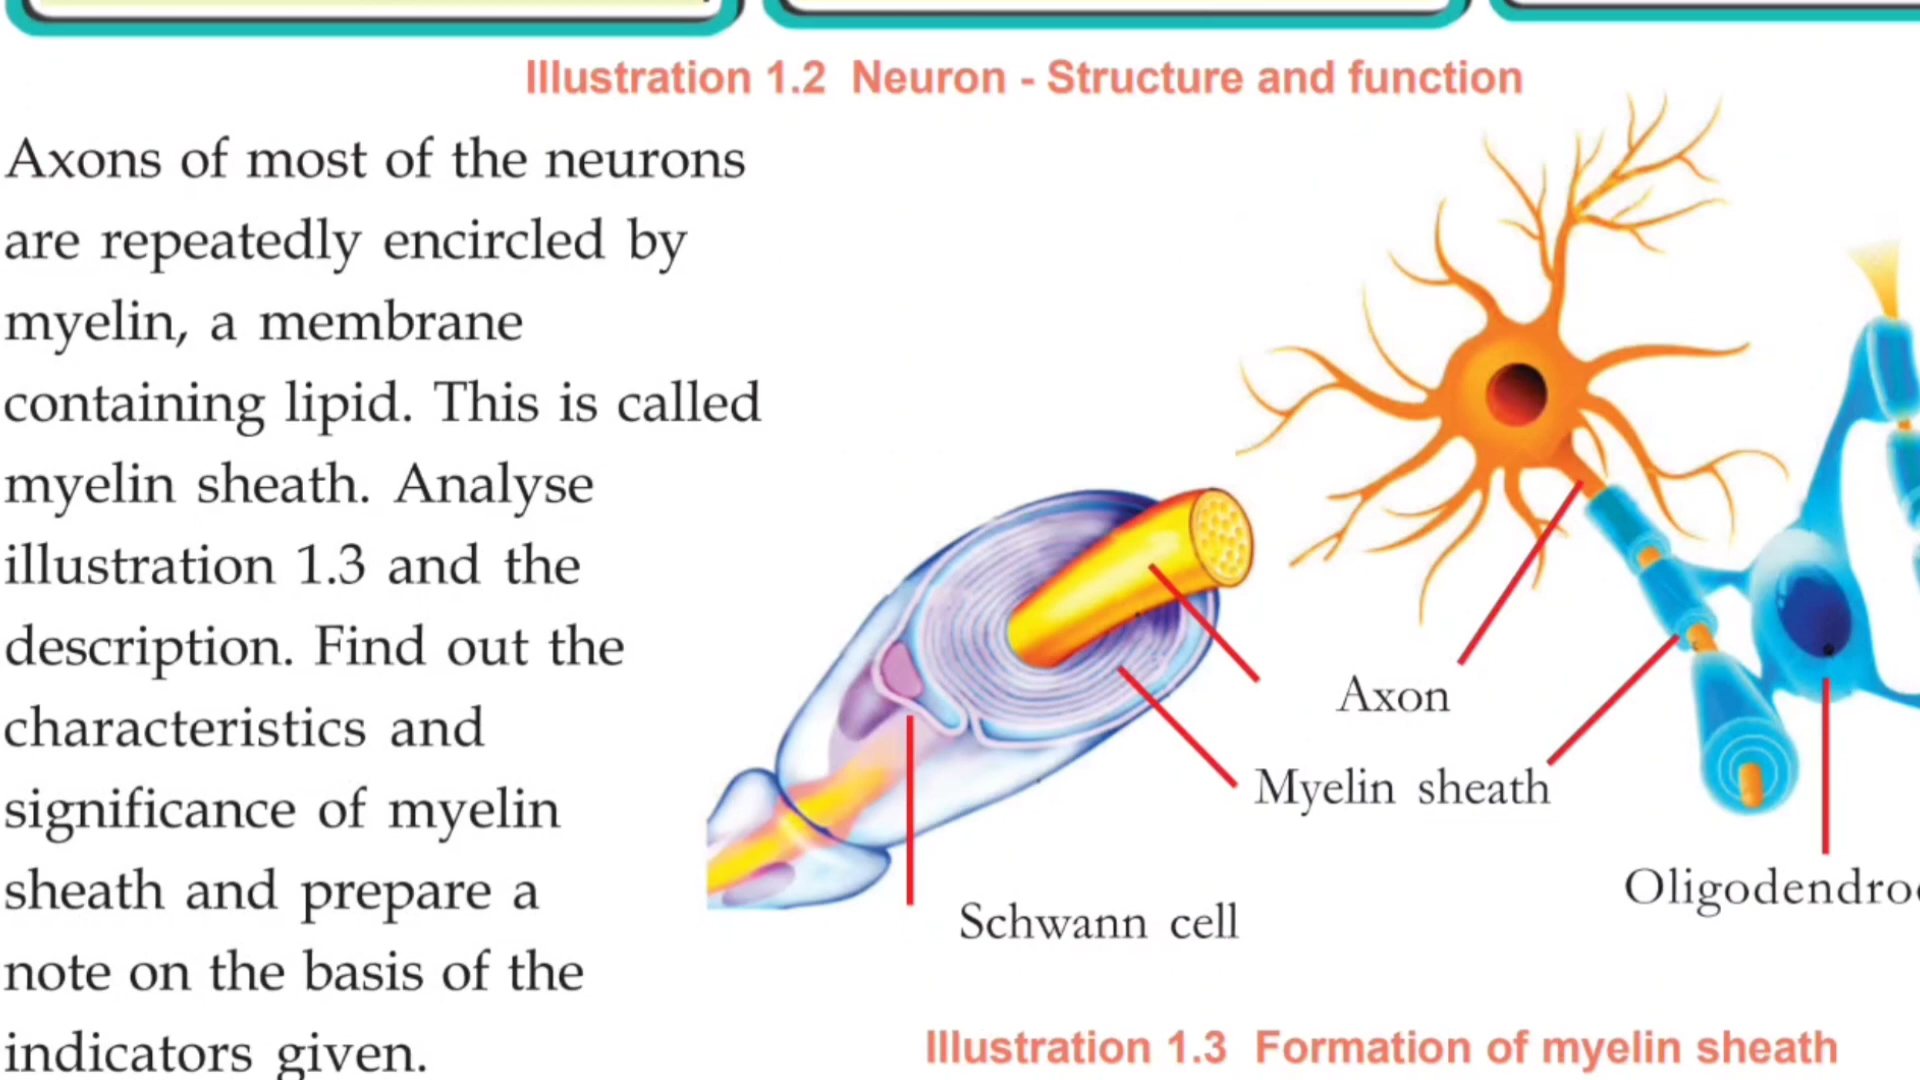 Illustration 1.2 Neuron - Structure and function
Axons of most of the neurons
are repeatedly encircled by
myelin, a membrane
containing lipid. This is called
myelin sheath. Analyse
illustration 1.3 and the
description. Find out the
characteristics and
significance of myelin
sheath and prepare a
note on the basis of the
indicators given.
Axon
Myelin sheath
Schwann cell
Oligodendro
Illustration 1.3 Formation of myelin sheath